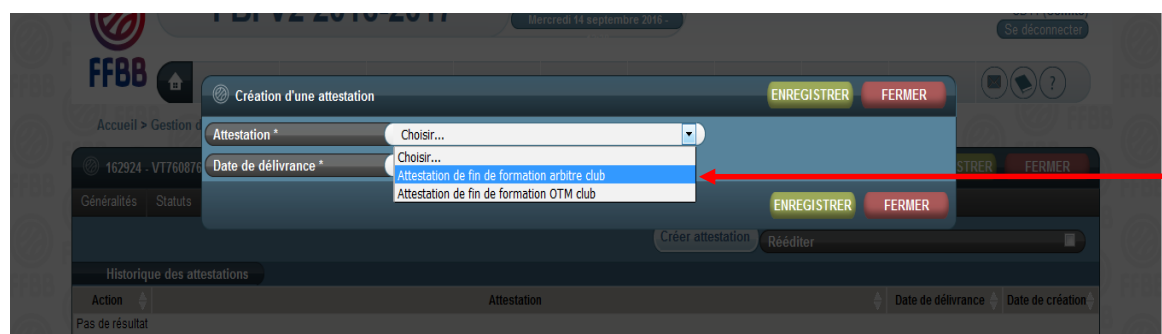 FBI V2 2016-2017
Mercredi 14 septembre 2016 -
Se déconnecter
FFBB
?
Création d'une attestation
ENREGISTRER
FERMER
Accueil > Gestion d
Attestation *
Choisir...
162924 - VT760876
Date de délivrance *
Choisir...
Attestation de fin de formation arbitre club
Attestation de fin de formation OTM club
STRER
FERMER
Généralités
Statuts
ENREGISTRER
FERMER
Créer attestation
Rééditer
Historique des attestations
Action
Attestation
Date de délivrance
Date de création
Pas de résultat